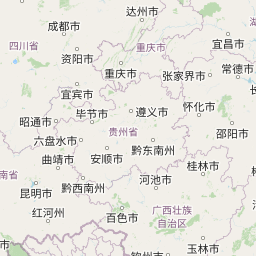 达州市
成都市
四川省
重庆市
宜昌市
资阳市
重庆市
张家界市
常德市
宜宾市
毕节市
遵义市
怀化市
昭通市
贵州省
邵阳市
六盘水市
黔东南州
曲靖市
安顺市
桂林市
南省
黔西南州
河池市
昆明市
红河州
百色市
广西壮族
自治区
玉林市
钦州市